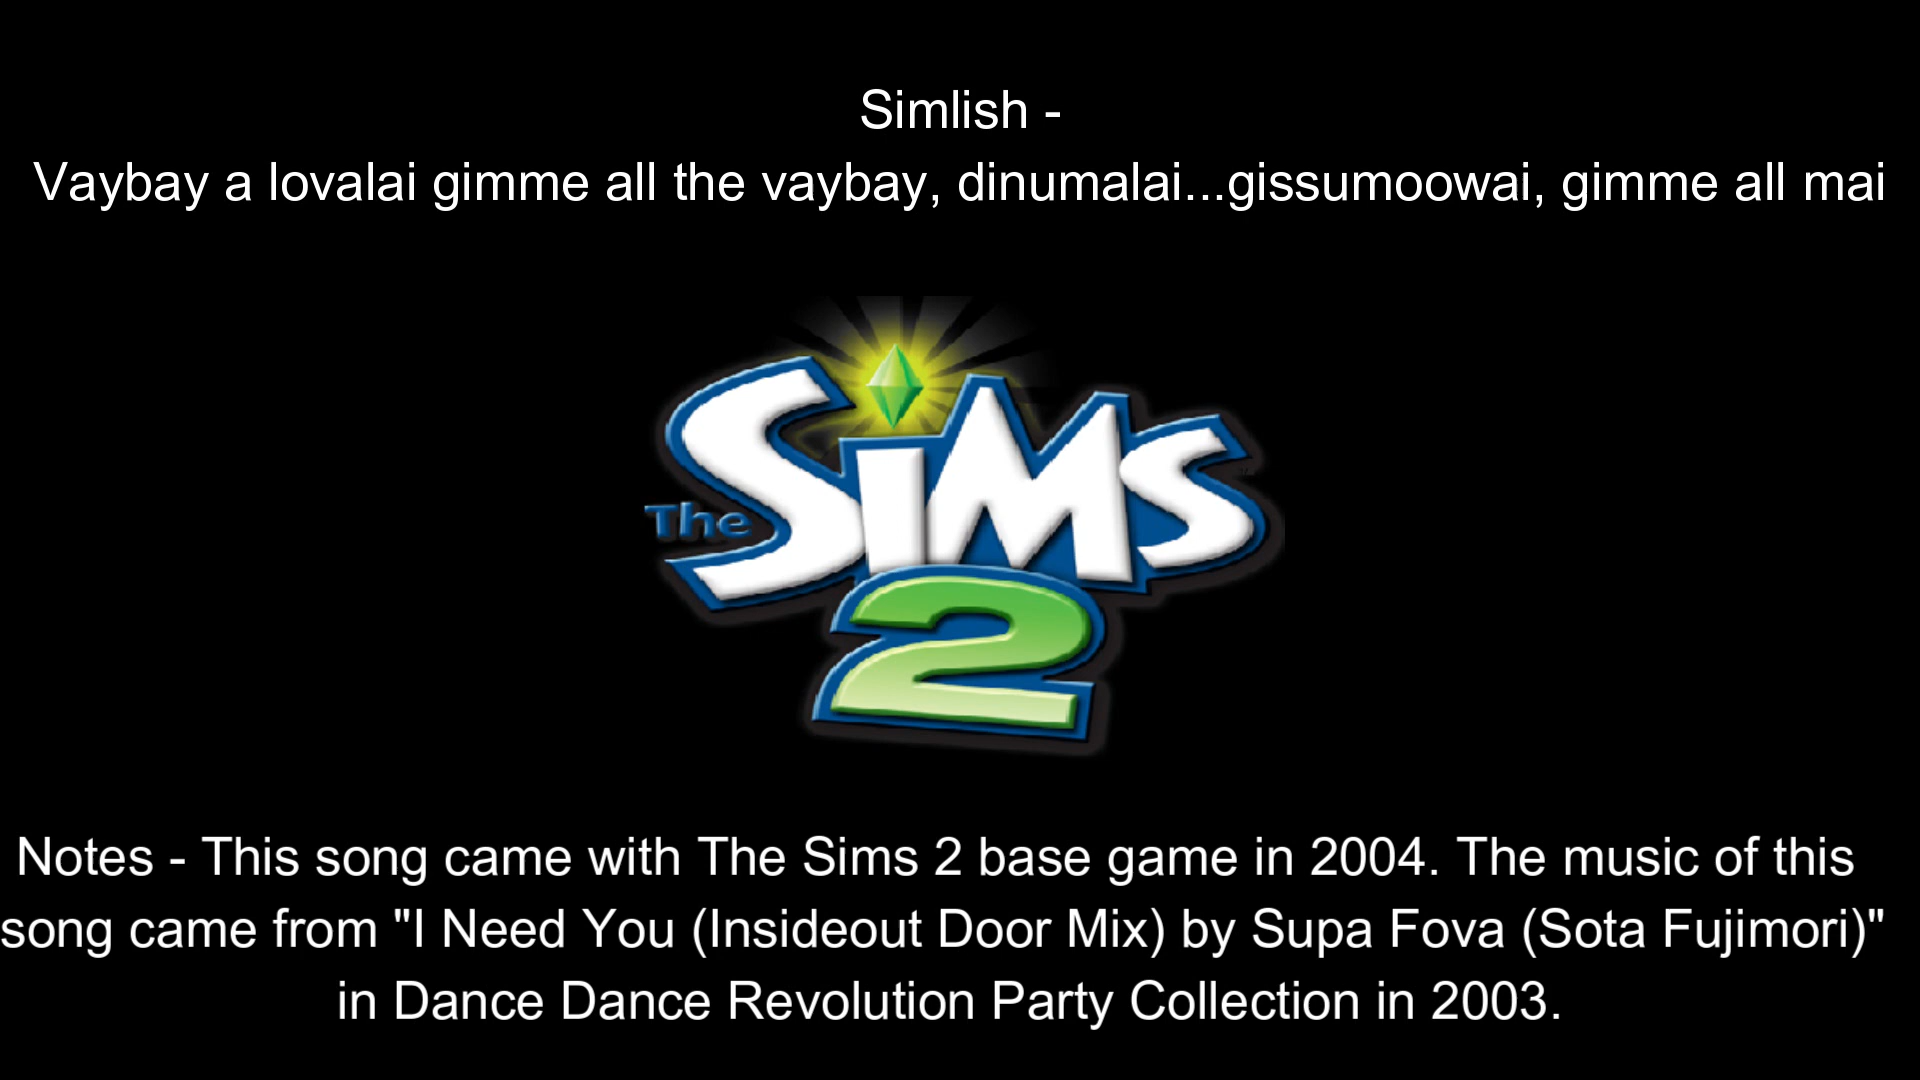 Simlish -
Vaybay a lovalai gimme all the vaybay, dinumalai...gissumoowai, gimme all mai
The Sims
2
Notes - This song came with The Sims 2 base game in 2004. The music of this
song came from "I Need You (Insideout Door Mix) by Supa Fova (Sota Fujimori)"
in Dance Dance Revolution Party Collection in 2003.